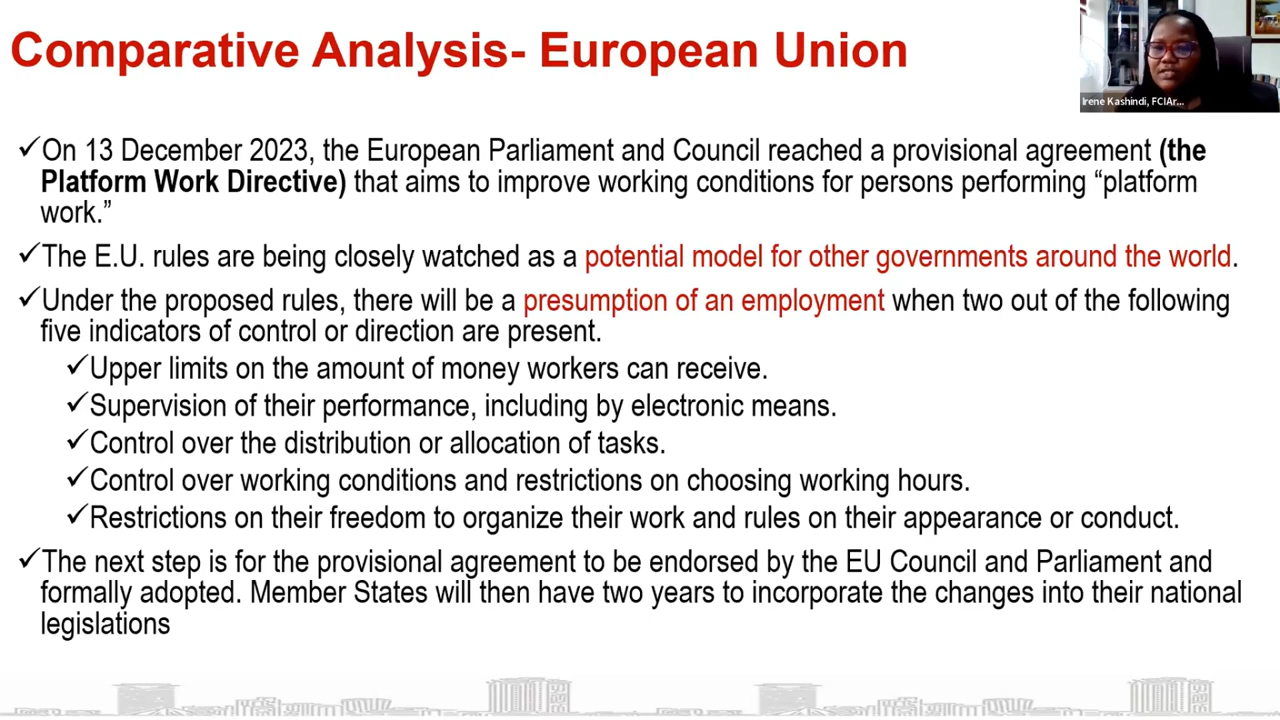 Comparative Analysis- European Union
Irene Kashindi, FCIAr...
✓On 13 December 2023, the European Parliament and Council reached a provisional agreement (the
Platform Work Directive) that aims to improve working conditions for persons performing “platform
work.”
✓The E.U. rules are being closely watched as a potential model for other governments around the world.
✓Under the proposed rules, there will be a presumption of an employment when two out of the following
five indicators of control or direction are present.
✓Upper limits on the amount of money workers can receive.
✓Supervision of their performance, including by electronic means.
✓Control over the distribution or allocation of tasks.
✓Control over working conditions and restrictions on choosing working hours.
✓Restrictions on their freedom to organize their work and rules on their appearance or conduct.
✓The next step is for the provisional agreement to be endorsed by the EU Council and Parliament and
formally adopted. Member States will then have two years to incorporate the changes into their national
legislations